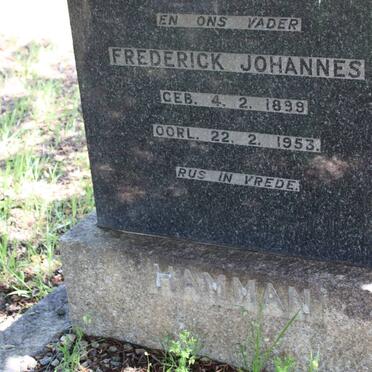 EN ONS VADER
FREDERICK JOHANNES
GEB. 4. 2. 1899
OORL. 22. 2. 1953.
RUS IN VREDE.
HAMMAN